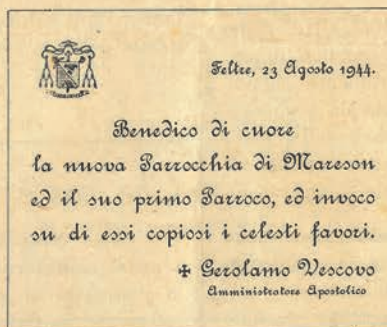 Feltre, 23 Agosto 1944.
Benedico di cuore
la nuova Parrocchia di Mareson
ed il suo primo Parroco, ed invoco
su di essi copiosi i celesti favori.
✠ Gerolamo Vescovo
Amministratore Apostolico